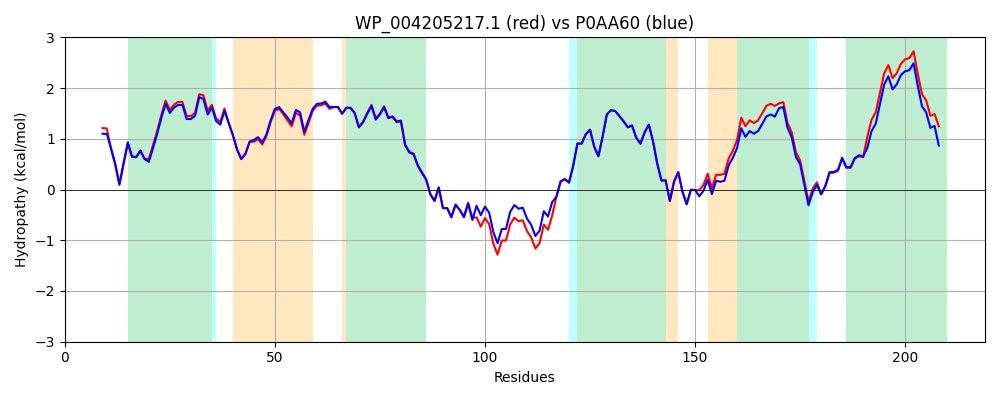 WP_004205217.1 (red) vs P0AA60 (blue)
Hydropathy (kcal/mol)
3
2
1
0
−1
−2
−3
0 50 100 150 200
Residues